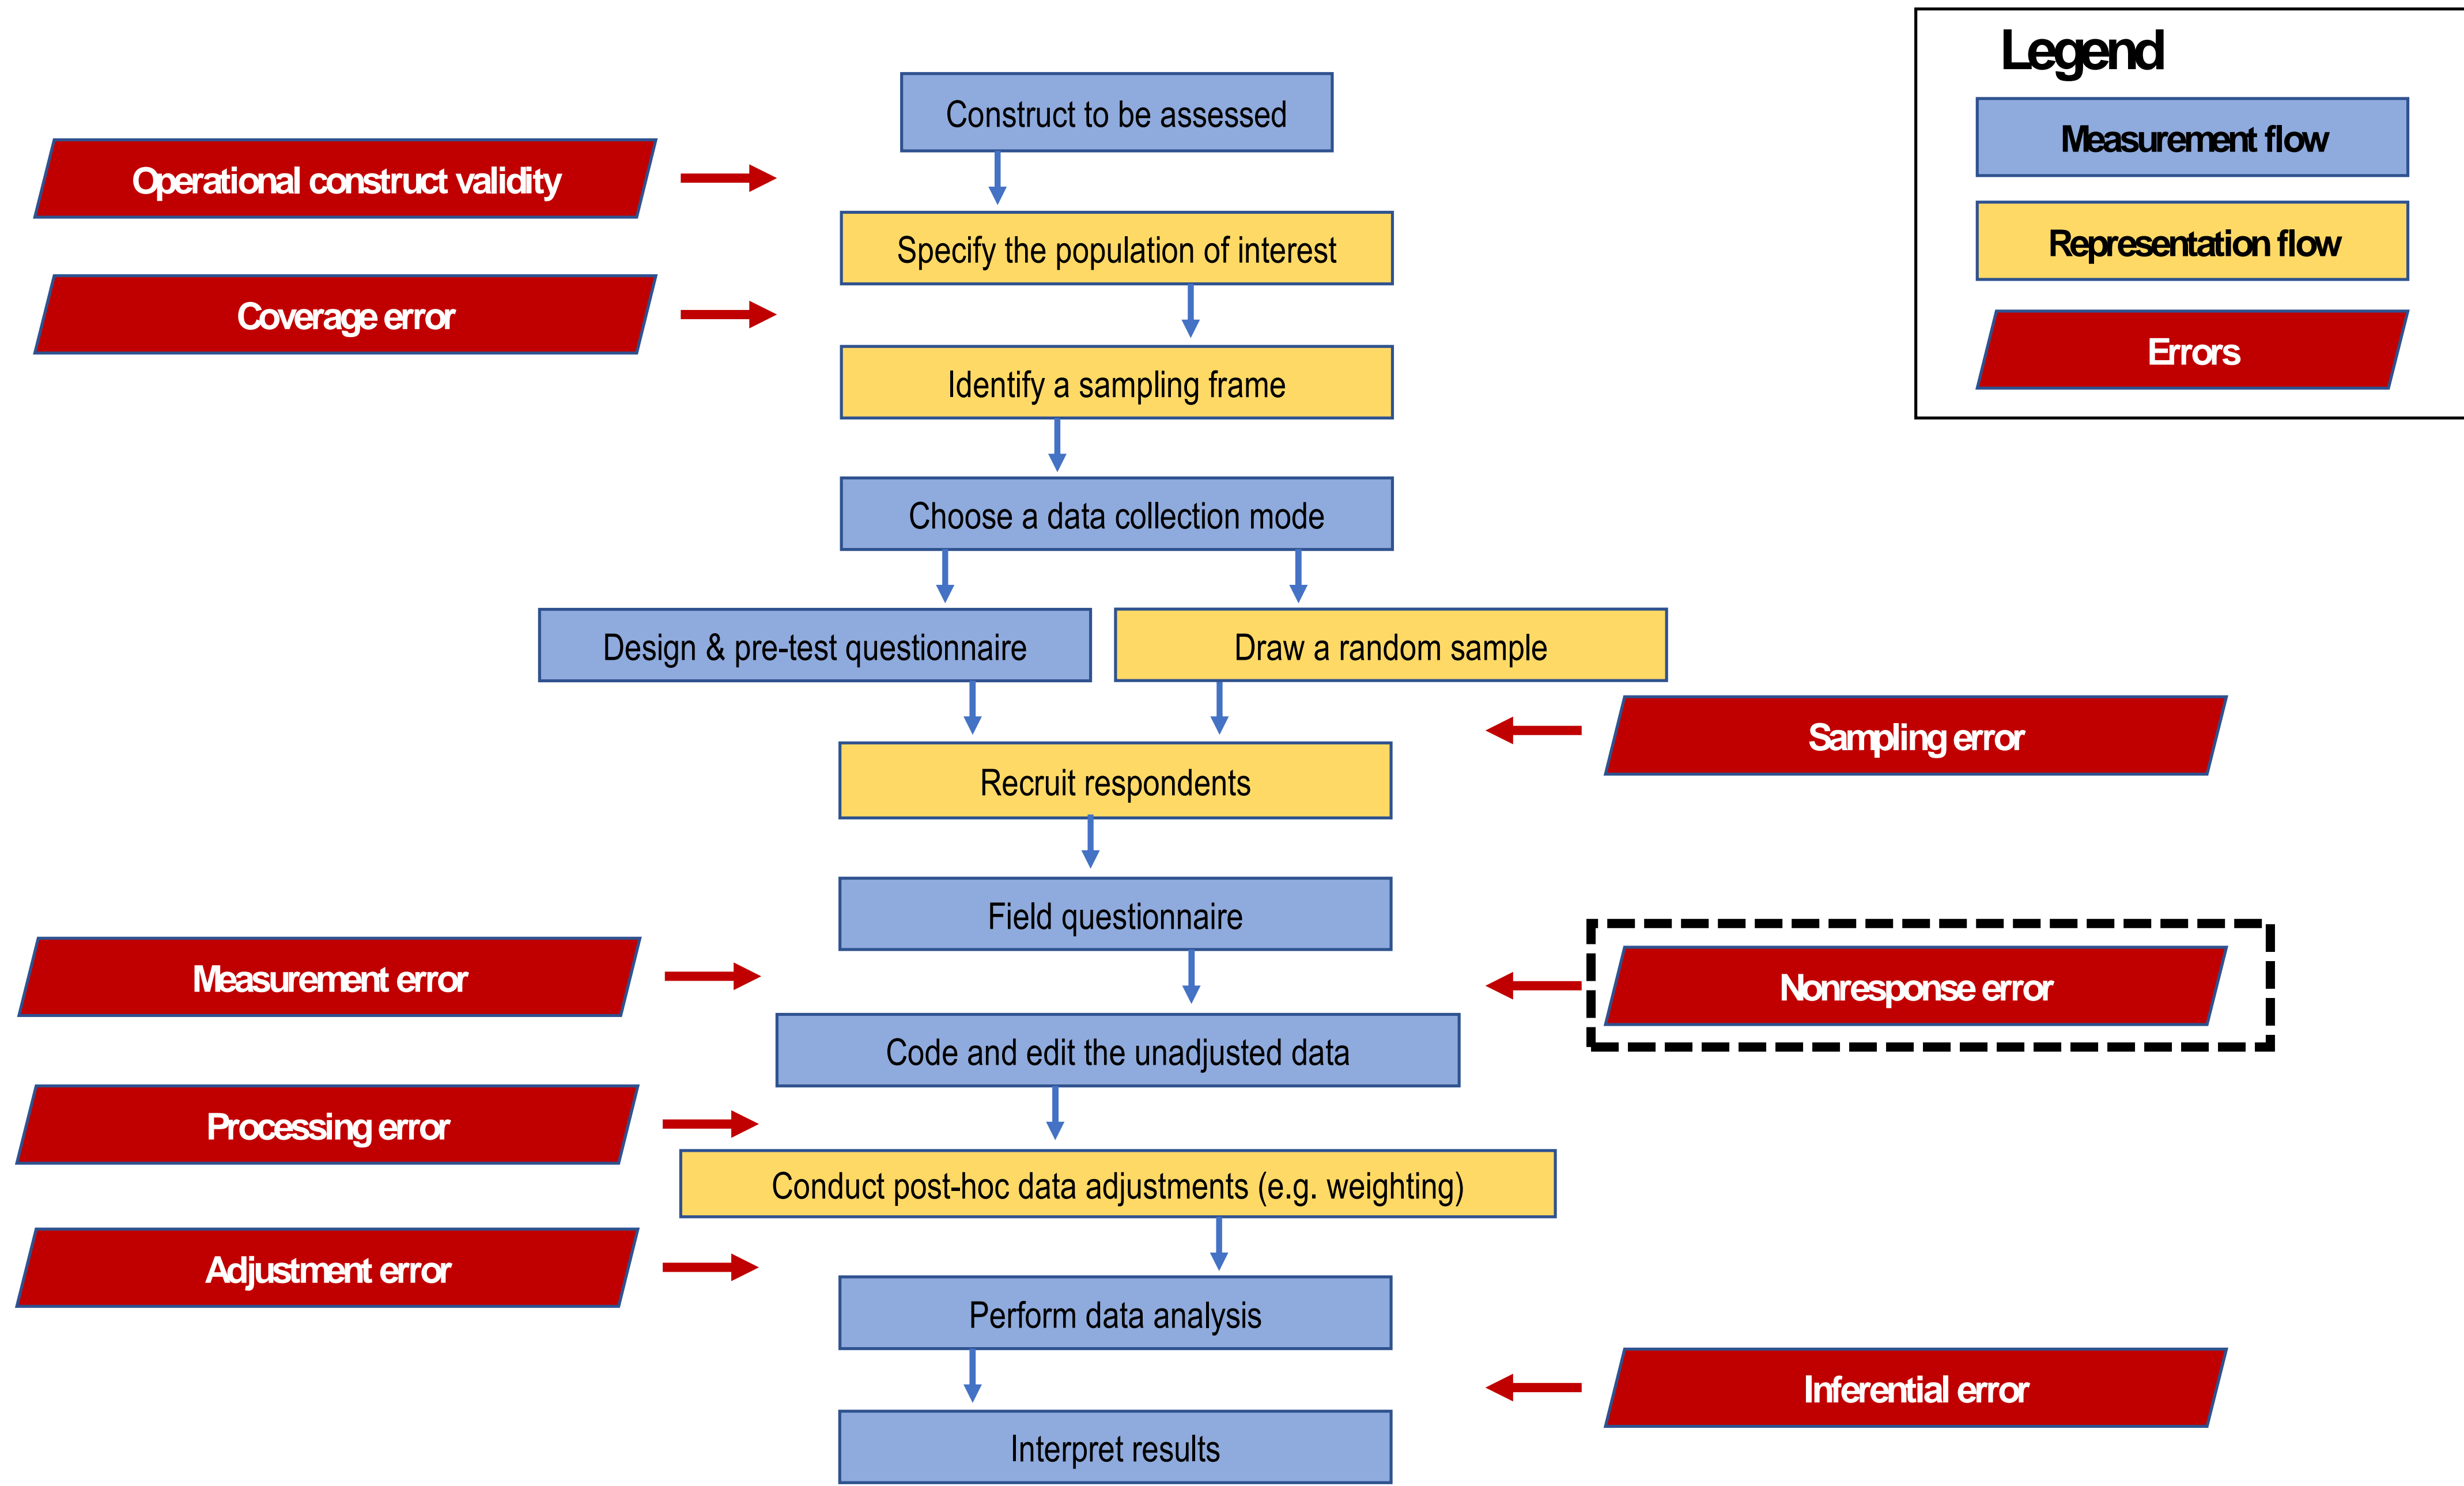 Legend
Measurement flow
Representation flow
Errors
Construct to be assessed
Operational construct validity
Specify the population of interest
Coverage error
Identify a sampling frame
Choose a data collection mode
Design & pre-test questionnaire
Draw a random sample
Sampling error
Recruit respondents
Field questionnaire
Measurement error
Nonresponse error
Code and edit the unadjusted data
Processing error
Conduct post-hoc data adjustments (e.g. weighting)
Adjustment error
Perform data analysis
Inferential error
Interpret results